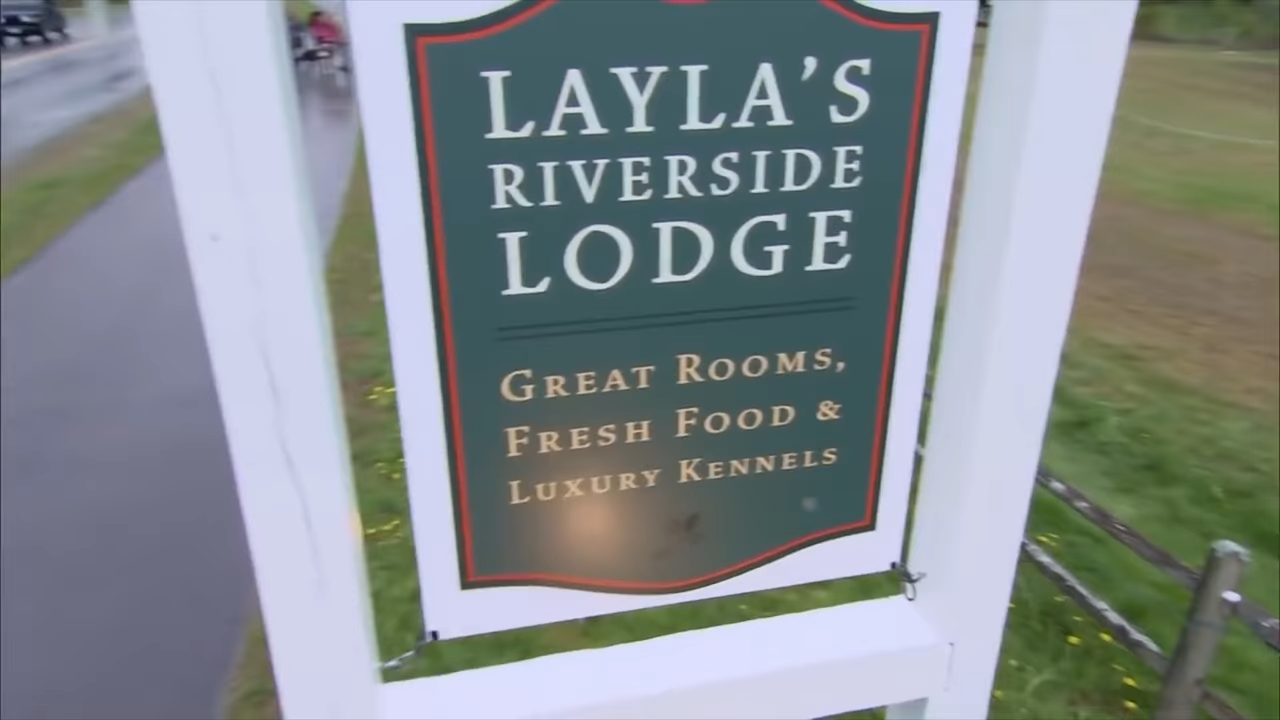 LAYLA'S
RIVERSIDE
LODGE
GREAT ROOMS,
FRESH FOOD &
LUXURY KENNELS